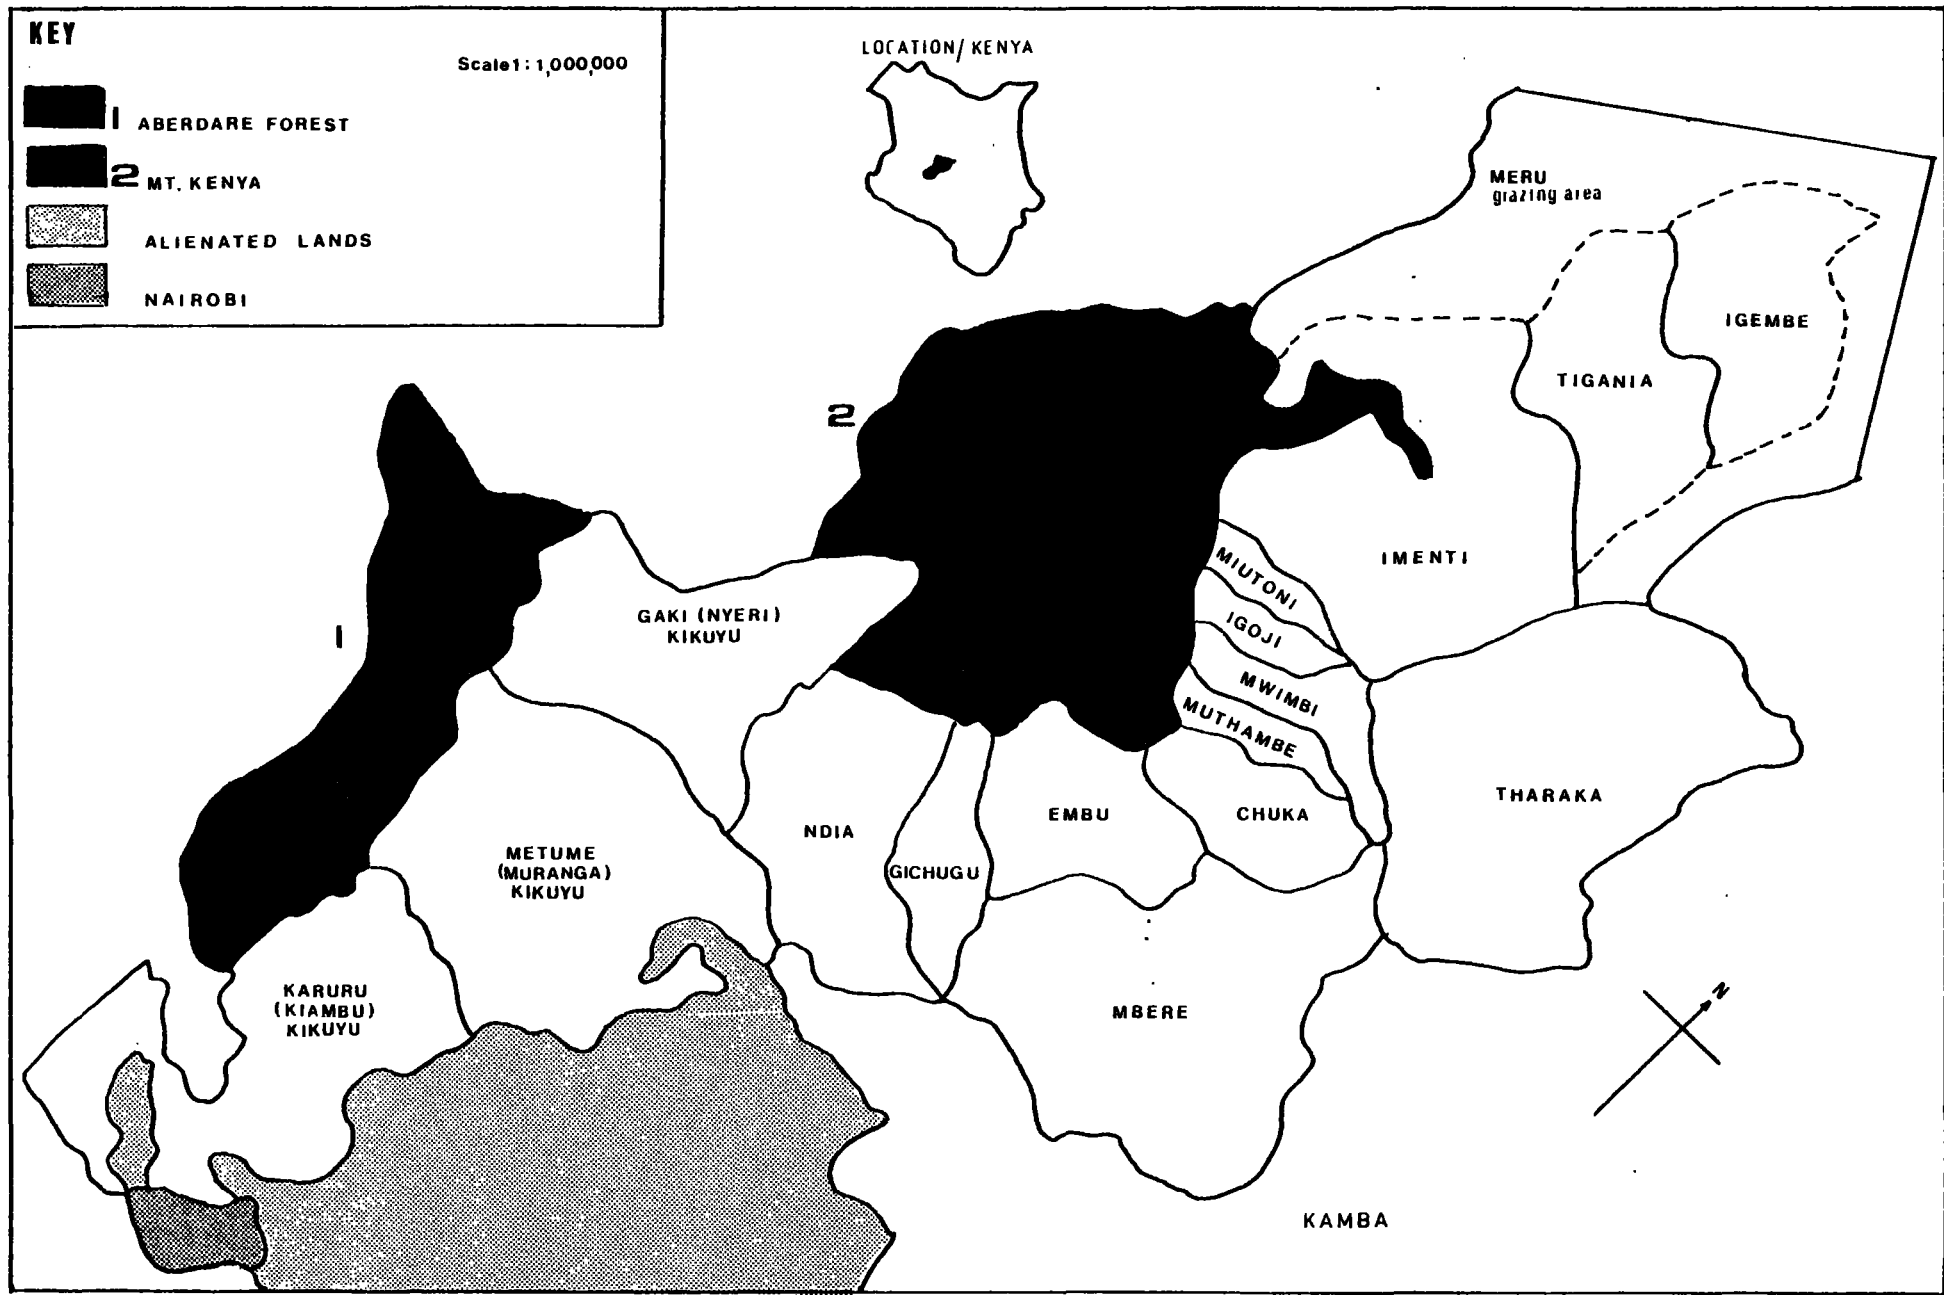 KEY
Scale 1 : 1,000,000
1 ABERDARE FOREST
2 MT. KENYA
ALIENATED LANDS
NAIROBI
LOCATION/KENYA
MERU
grazing area
IGEMBE
TIGANIA
2
IMENTI
MIUTONI
GAKI (NYERI)
KIKUYU
1
IGOJI
MWIMBI
MUTHAMBE
THARAKA
EMBU
CHUKA
NDIA
METUME
(MURANGA)
KIKUYU
GICHUGU
KARURU
(KIAMBU)
KIKUYU
N
MBERE
KAMBA